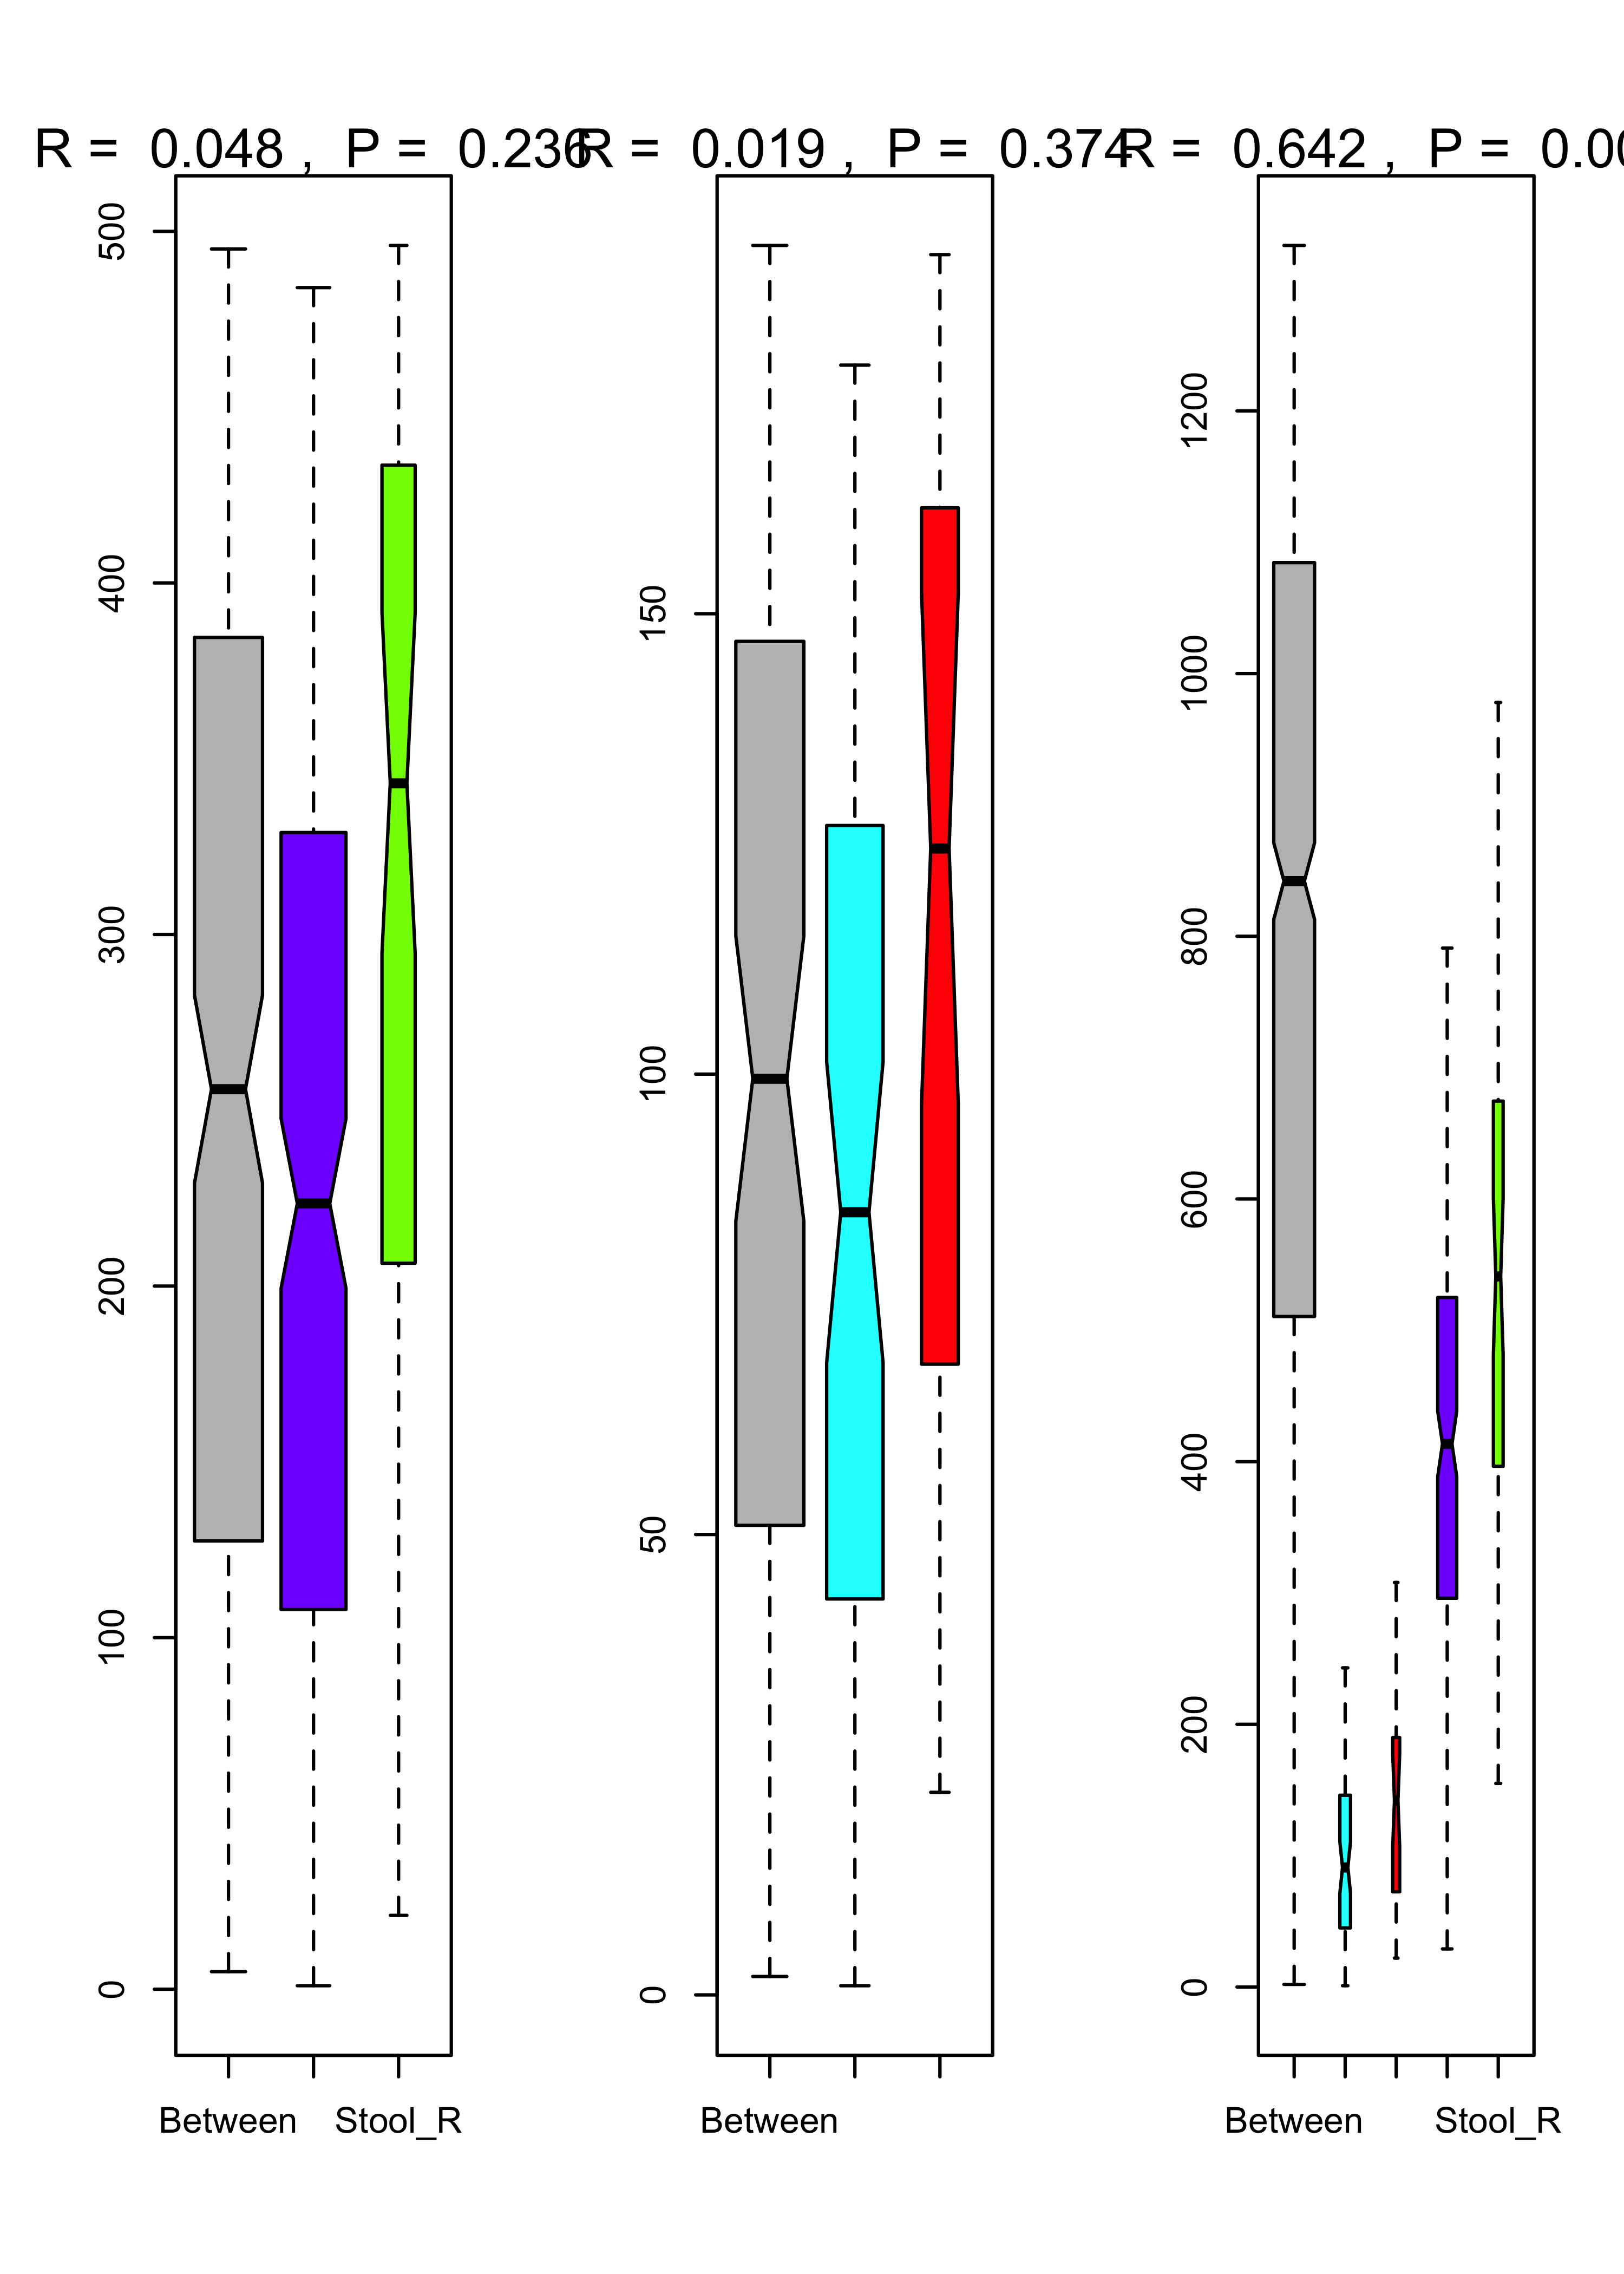 R = 0.048 , P = 0.236
R = 0.019 , P = 0.374
R = 0.642 , P = 0.00
500
400
300
200
100
0
Between Stool_R
150
100
50
0
Between
1200
1000
800
600
400
200
0
Between Stool_R